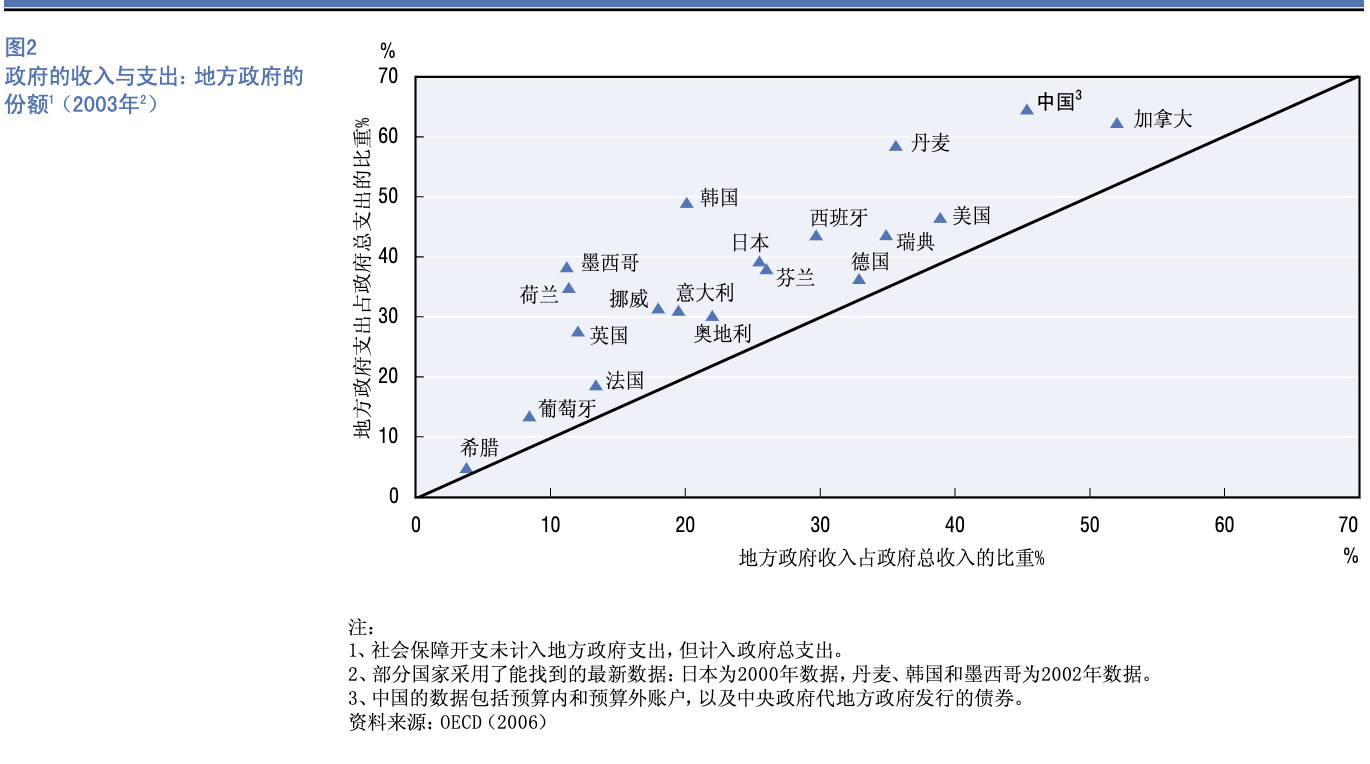 图2
政府的收入与支出: 地方政府的
份额¹（2003年²）
%
70
60
50
40
30
20
10
0
地方政府支出占政府总支出的比重%
中国³
加拿大
丹麦
韩国
西班牙
美国
日本
瑞典
墨西哥
芬兰
德国
荷兰
挪威
意大利
英国
奥地利
法国
葡萄牙
希腊
0 10 20 30 40 50 60 70
地方政府收入占政府总收入的比重%
%
注:
1、社会保障开支未计入地方政府支出, 但计入政府总支出。
2、部分国家采用了能找到的最新数据: 日本为2000年数据, 丹麦、韩国和墨西哥为2002年数据。
3、中国的数据包括预算内和预算外账户, 以及中央政府代地方政府发行的债券。
资料来源: OECD（2006）